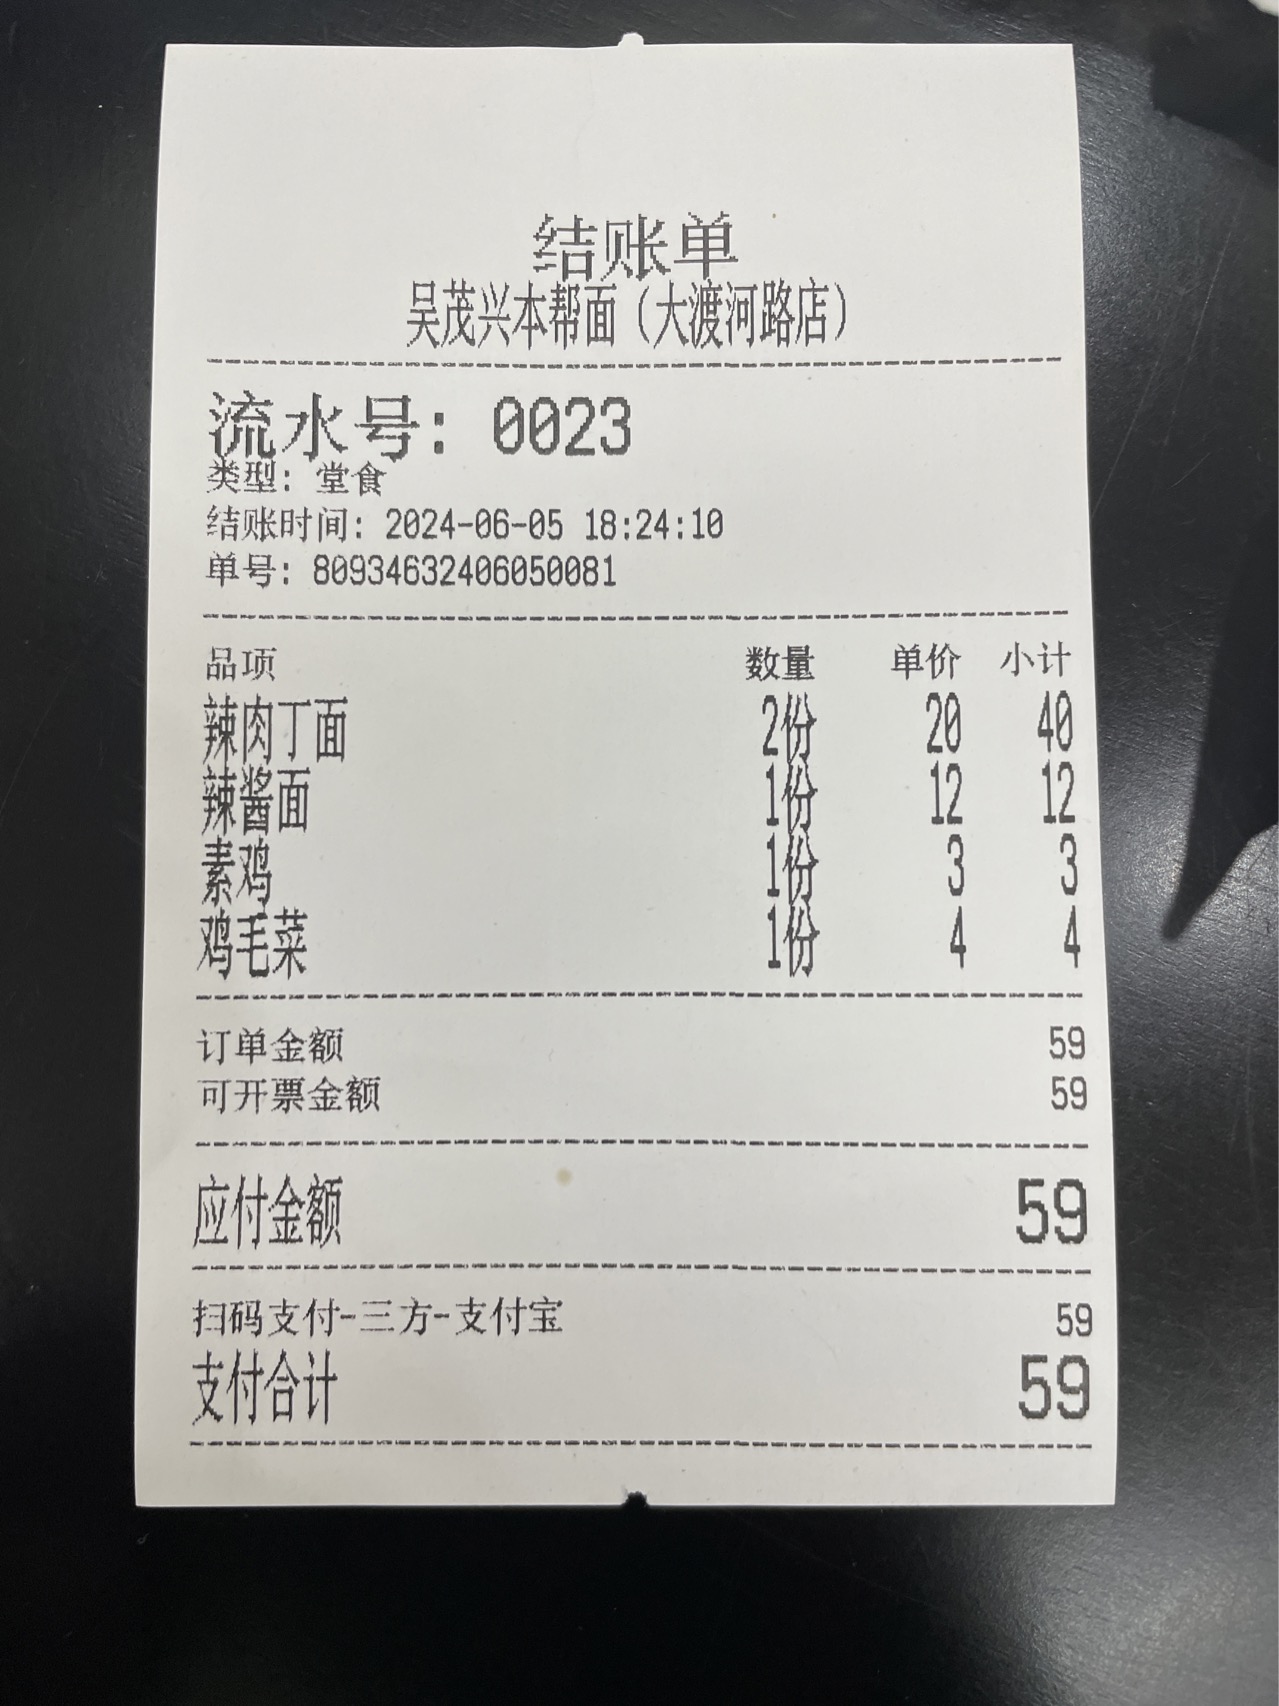 结账单
吴茂兴本帮面（大渡河路店）
流水号: 0023
类型: 堂食
结账时间: 2024-06-05 18:24:10
单号: 80934632406050081
品项 数量 单价 小计
辣肉丁面 2份 20 40
辣酱面 1份 12 12
素鸡 1份 3 3
鸡毛菜 1份 4 4
订单金额 59
可开票金额 59
应付金额 59
扫码支付-三方-支付宝 59
支付合计 59